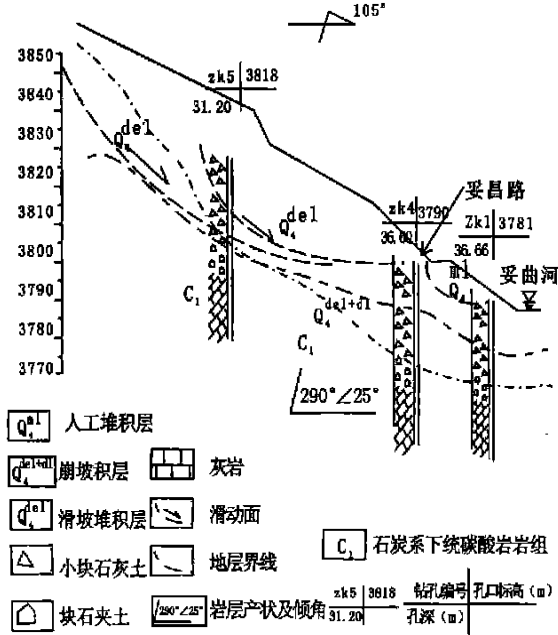 105°
3850
3840
3830
3820
3810
3800
3790
3780
3770
zk5 3818
31.20
Q₄ᵈᵉˡ
Q₄ᵈᵉˡ
zk4 3790
妥昌路
Zk1 3781
36.66
妥曲河
Q₄ᵐˡ
C₁
Q₄ᵈᵉˡ⁺ᵈˡ
C₁
290°∠25°
人工堆积层
Q₄ᵈᵉˡ⁺ᵈˡ 崩坡积层
灰岩
Q₄ᵈᵉˡ 滑坡堆积层
滑动面
C₁ 石炭系下统碳酸岩岩组
小块石灰土
地层界线
块石夹土
290°∠25° 岩层产状及倾角
zk5 3818
31.20
钻孔编号 孔口标高（m）
孔深（m）